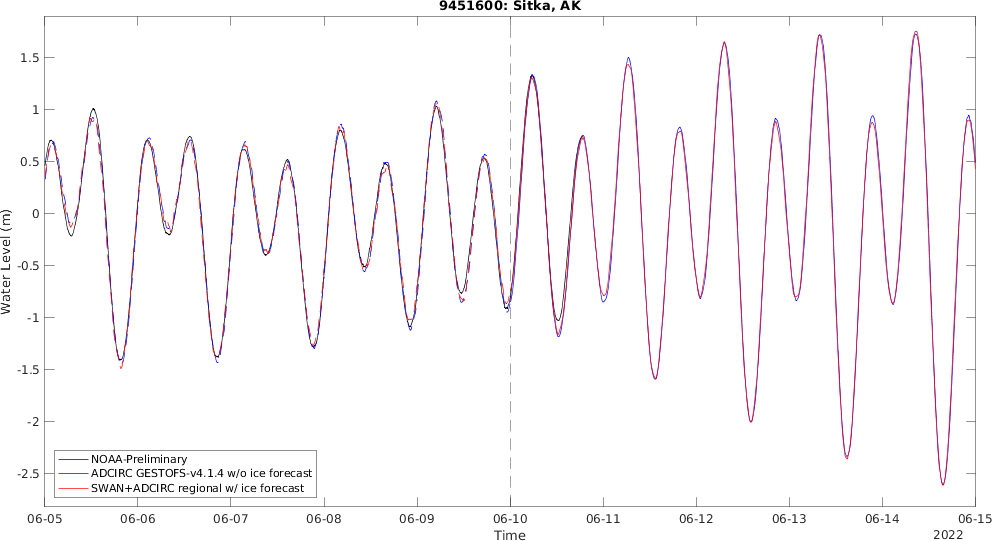 9451600: Sitka, AK
1.5
1
0.5
0
-0.5
-1
-1.5
-2
-2.5
Water Level (m)
NOAA-Preliminary
ADCIRC GESTOFS-v4.1.4 w/o ice forecast
SWAN+ADCIRC regional w/ ice forecast
06-05 06-06 06-07 06-08 06-09 06-10 06-11 06-12 06-13 06-14 06-15
Time
2022